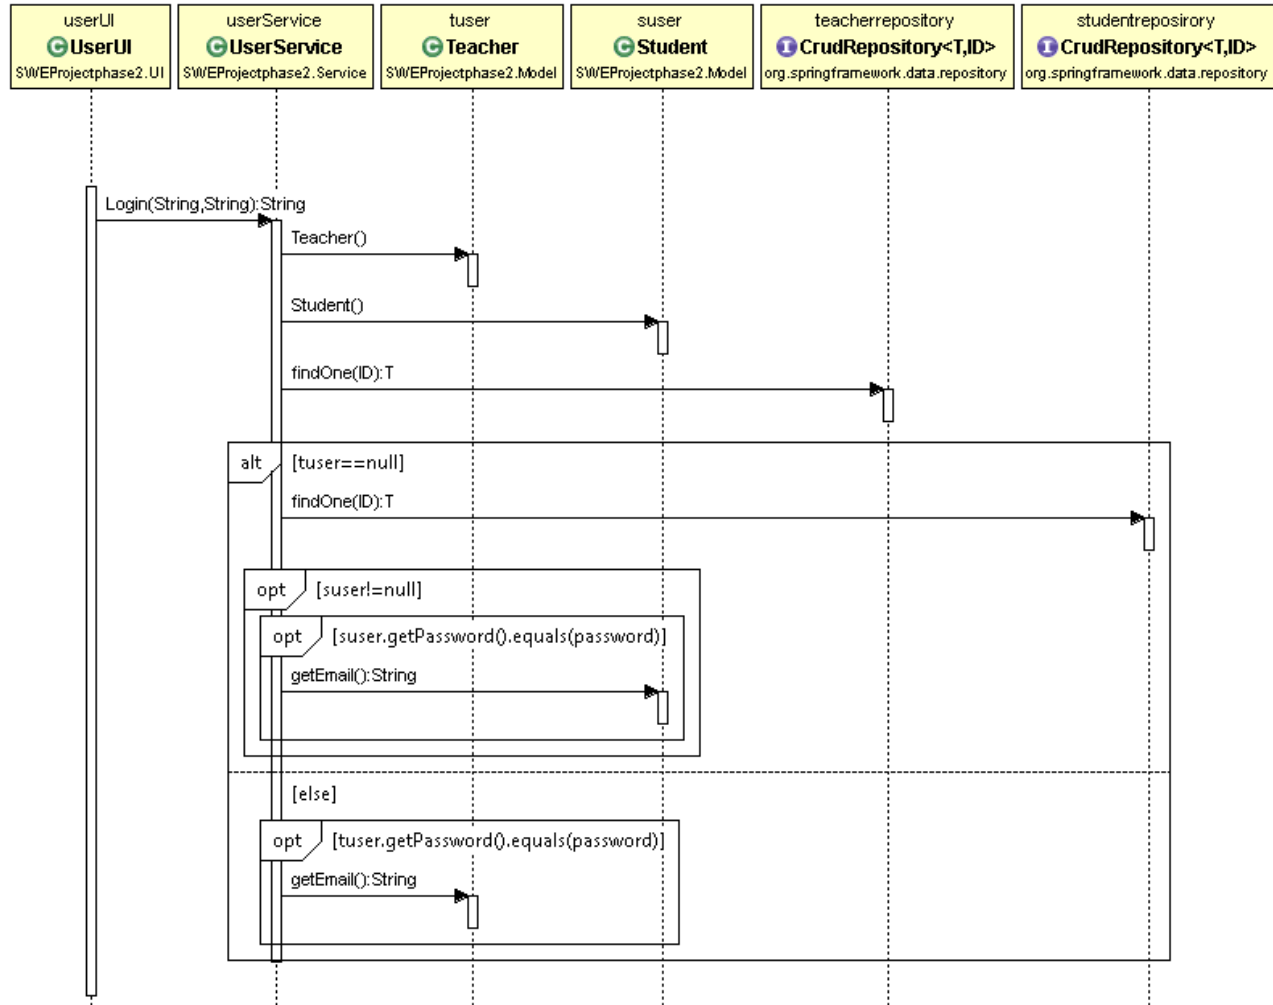 userUI
UserUI
SWEProjectphase2.UI
userService
UserService
SWEProjectphase2.Service
tuser
Teacher
SWEProjectphase2.Model
suser
Student
SWEProjectphase2.Model
teacherrepository
CrudRepository<T,ID>
org.springframework.data.repository
studentreposirory
CrudRepository<T,ID>
org.springframework.data.repository
Login(String,String):String
Teacher()
Student()
findOne(ID):T
alt [tuser==null]
findOne(ID):T
opt [suser!=null]
opt [suser.getPassword().equals(password)]
getEmail():String
[else]
opt [tuser.getPassword().equals(password)]
getEmail():String